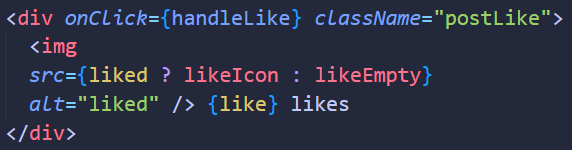 <div onClick={handleLike} className="postLike">
<img
src={liked ? likeIcon : likeEmpty}
alt="liked" /> {like} likes
</div>